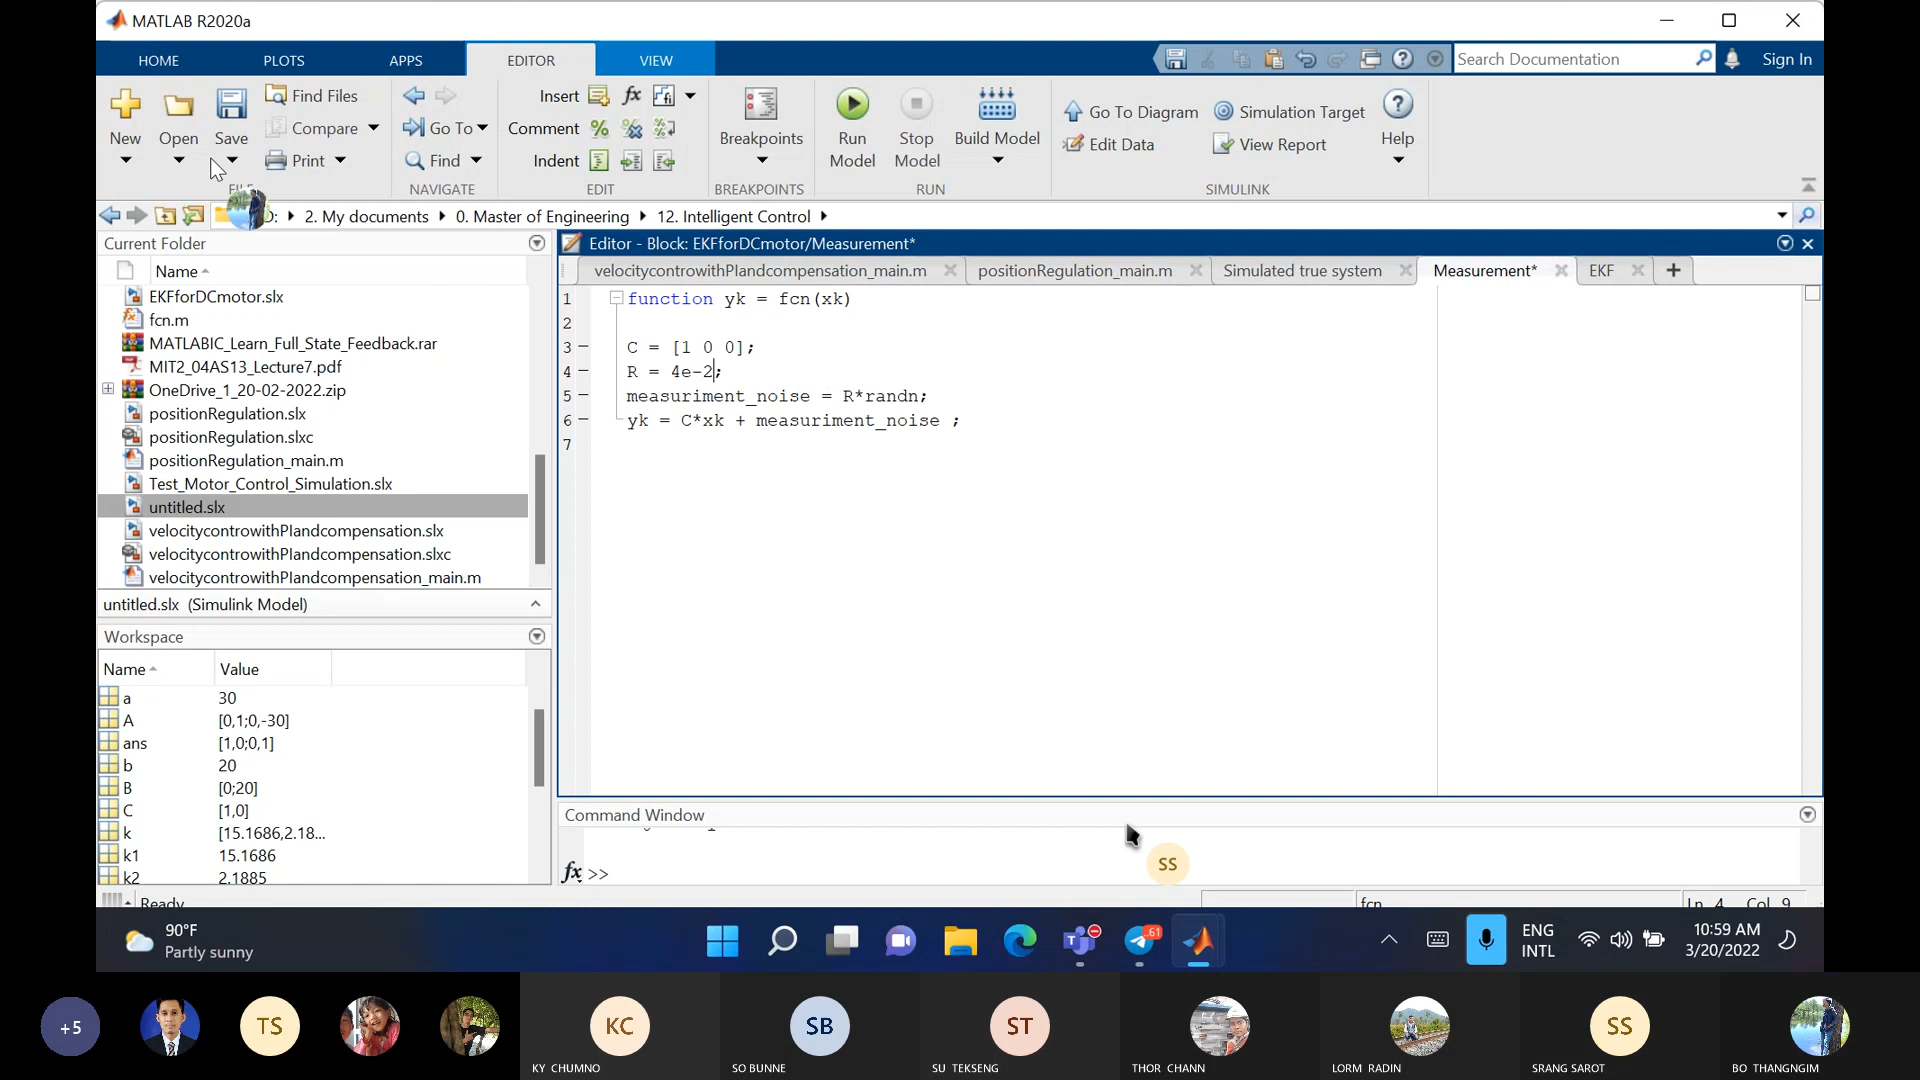 MATLAB R2020a
HOME PLOTS APPS EDITOR VIEW Search Documentation Sign In
New Open Save Find Files Compare Print
FILE
Go To Find
NAVIGATE
Insert fx Comment Indent
EDIT
Breakpoints
BREAKPOINTS
Run Model Stop Model Build Model
RUN
Go To Diagram Simulation Target Edit Data View Report Help
SIMULINK
D: 2. My documents 0. Master of Engineering 12. Intelligent Control
Current Folder
Name
EKFforDCmotor.slx
fcn.m
MATLABIC_Learn_Full_State_Feedback.rar
MIT2_04AS13_Lecture7.pdf
OneDrive_1_20-02-2022.zip
positionRegulation.slx
positionRegulation.slxc
positionRegulation_main.m
Test_Motor_Control_Simulation.slx
untitled.slx
velocitycontrowithPIandcompensation.slx
velocitycontrowithPIandcompensation.slxc
velocitycontrowithPIandcompensation_main.m
untitled.slx (Simulink Model)
Workspace
Name Value
a 30
A [0,1;0,-30]
ans [1,0;0,1]
b 20
B [0;20]
C [1,0]
k [15.1686,2.18...
k1 15.1686
k2 2.1885
Editor - Block: EKFforDCmotor/Measurement*
velocitycontrowithPIandcompensation_main.m positionRegulation_main.m Simulated true system Measurement* EKF
1 function yk = fcn(xk)
2
3 C = [1 0 0];
4 R = 4e-2;
5 measuriment_noise = R*randn;
6 yk = C*xk + measuriment_noise ;
7
Command Window
fx >>
SS
Ready fcn Ln 4 Col 9
90°F
Partly sunny
61
ENG
INTL
10:59 AM
3/20/2022
+5 TS KC SB ST SS
KY CHUMNO SO BUNNE SU TEKSENG THOR CHANN LORM RADIN SRANG SAROT BO THANGNGIM